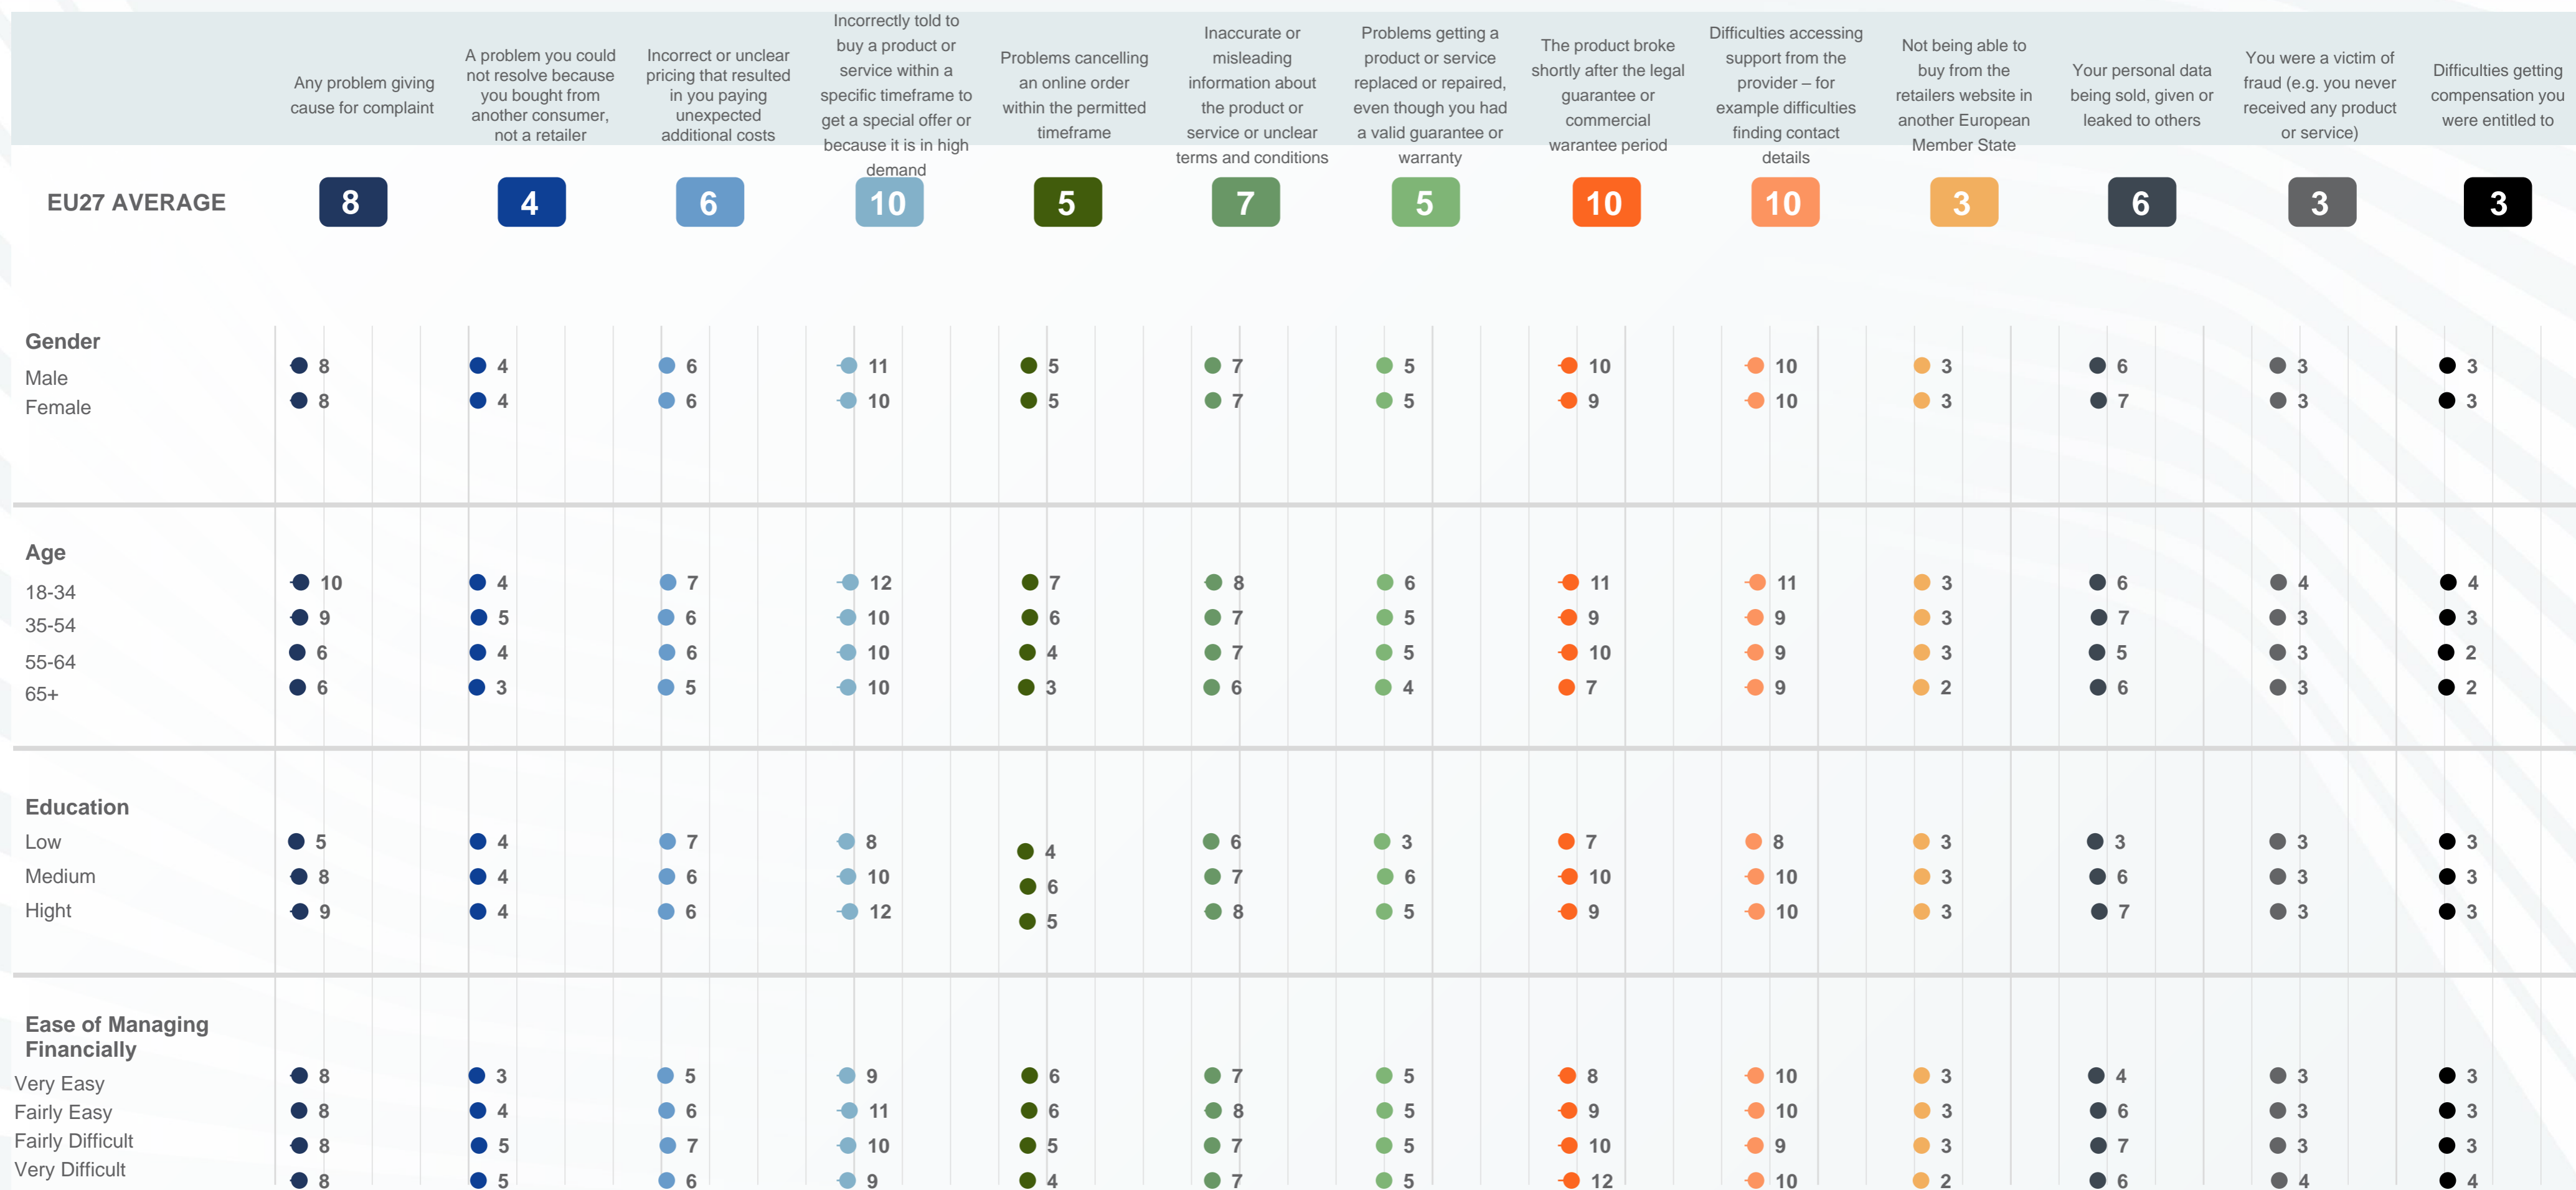 Any problem giving
cause for complaint
A problem you could
not resolve because
you bought from
another consumer,
not a retailer
Incorrect or unclear
pricing that resulted
in you paying
unexpected
additional costs
Incorrectly told to
buy a product or
service within a
specific timeframe to
get a special offer or
because it is in high
demand
Problems cancelling
an online order
within the permitted
timeframe
Inaccurate or
misleading
information about
the product or
service or unclear
terms and conditions
Problems getting a
product or service
replaced or repaired,
even though you had
a valid guarantee or
warranty
The product broke
shortly after the legal
guarantee or
commercial
warantee period
Difficulties accessing
support from the
provider – for
example difficulties
finding contact
details
Not being able to
buy from the
retailers website in
another European
Member State
Your personal data
being sold, given or
leaked to others
You were a victim of
fraud (e.g. you never
received any product
or service)
Difficulties getting
compensation you
were entitled to
EU27 AVERAGE 8 4 6 10 5 7 5 10 10 3 6 3 3
Gender
Male 8 4 6 11 5 7 5 10 10 3 6 3 3
Female 8 4 6 10 5 7 5 9 10 3 7 3 3
Age
18-34 10 4 7 12 7 8 6 11 11 3 6 4 4
35-54 9 5 6 10 6 7 5 9 9 3 7 3 3
55-64 6 4 6 10 4 7 5 10 9 3 5 3 2
65+ 6 3 5 10 3 6 4 7 9 2 6 3 2
Education
Low 5 4 7 8 4 6 3 7 8 3 3 3 3
Medium 8 4 6 10 6 7 6 10 10 3 6 3 3
Hight 9 4 6 12 5 8 5 9 10 3 7 3 3
Ease of Managing
Financially
Very Easy 8 3 5 9 6 7 5 8 10 3 4 3 3
Fairly Easy 8 4 6 11 6 8 5 9 10 3 6 3 3
Fairly Difficult 8 5 7 10 5 7 5 10 9 3 7 3 3
Very Difficult 8 5 6 9 4 7 5 12 10 2 6 4 4